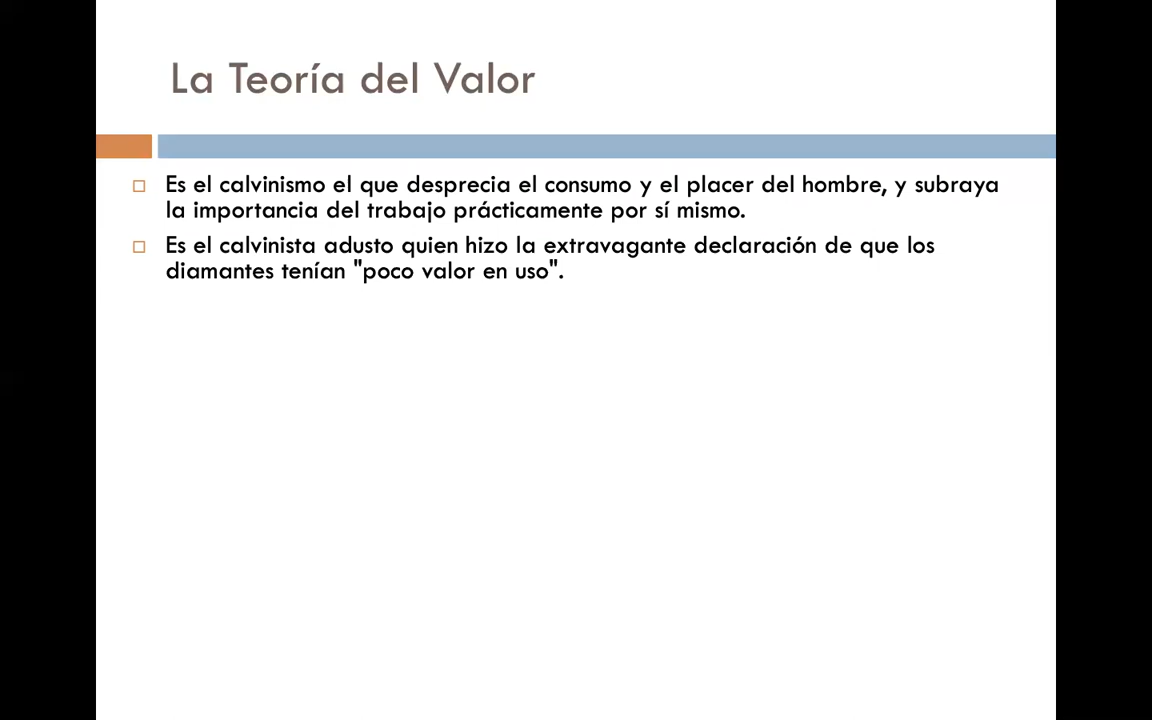 La Teoría del Valor
Es el calvinismo el que desprecia el consumo y el placer del hombre, y subraya
la importancia del trabajo prácticamente por sí mismo.
Es el calvinista adusto quien hizo la extravagante declaración de que los
diamantes tenían "poco valor en uso".